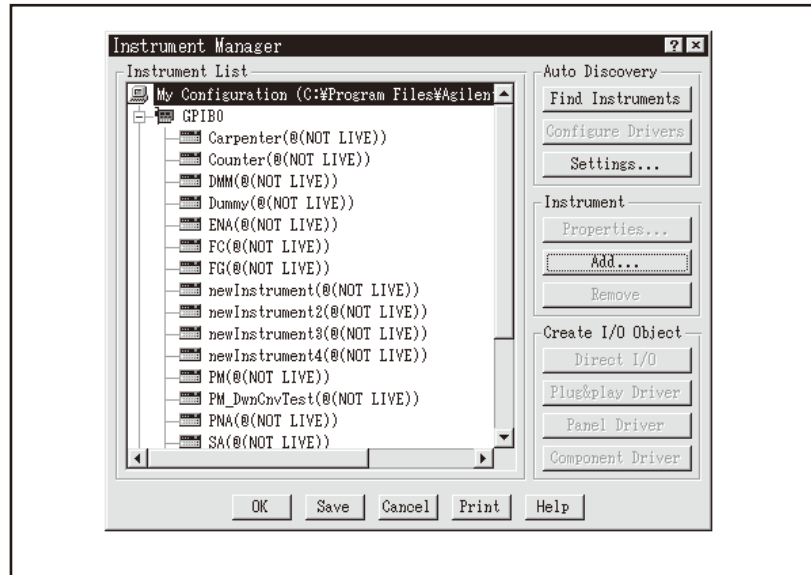 Instrument Manager
Instrument List
My Configuration (C:¥Program Files¥Agilen
GPIB0
Carpenter(@(NOT LIVE))
Counter(@(NOT LIVE))
DMM(@(NOT LIVE))
Dummy(@(NOT LIVE))
ENA(@(NOT LIVE))
FC(@(NOT LIVE))
FG(@(NOT LIVE))
newInstrument(@(NOT LIVE))
newInstrument2(@(NOT LIVE))
newInstrument3(@(NOT LIVE))
newInstrument4(@(NOT LIVE))
PM(@(NOT LIVE))
PM_DwnCnvTest(@(NOT LIVE))
PNA(@(NOT LIVE))
SA(@(NOT LIVE))
Auto Discovery
Find Instruments
Configure Drivers
Settings...
Instrument
Properties...
Add...
Remove
Create I/O Object
Direct I/O
Plug&play Driver
Panel Driver
Component Driver
OK Save Cancel Print Help